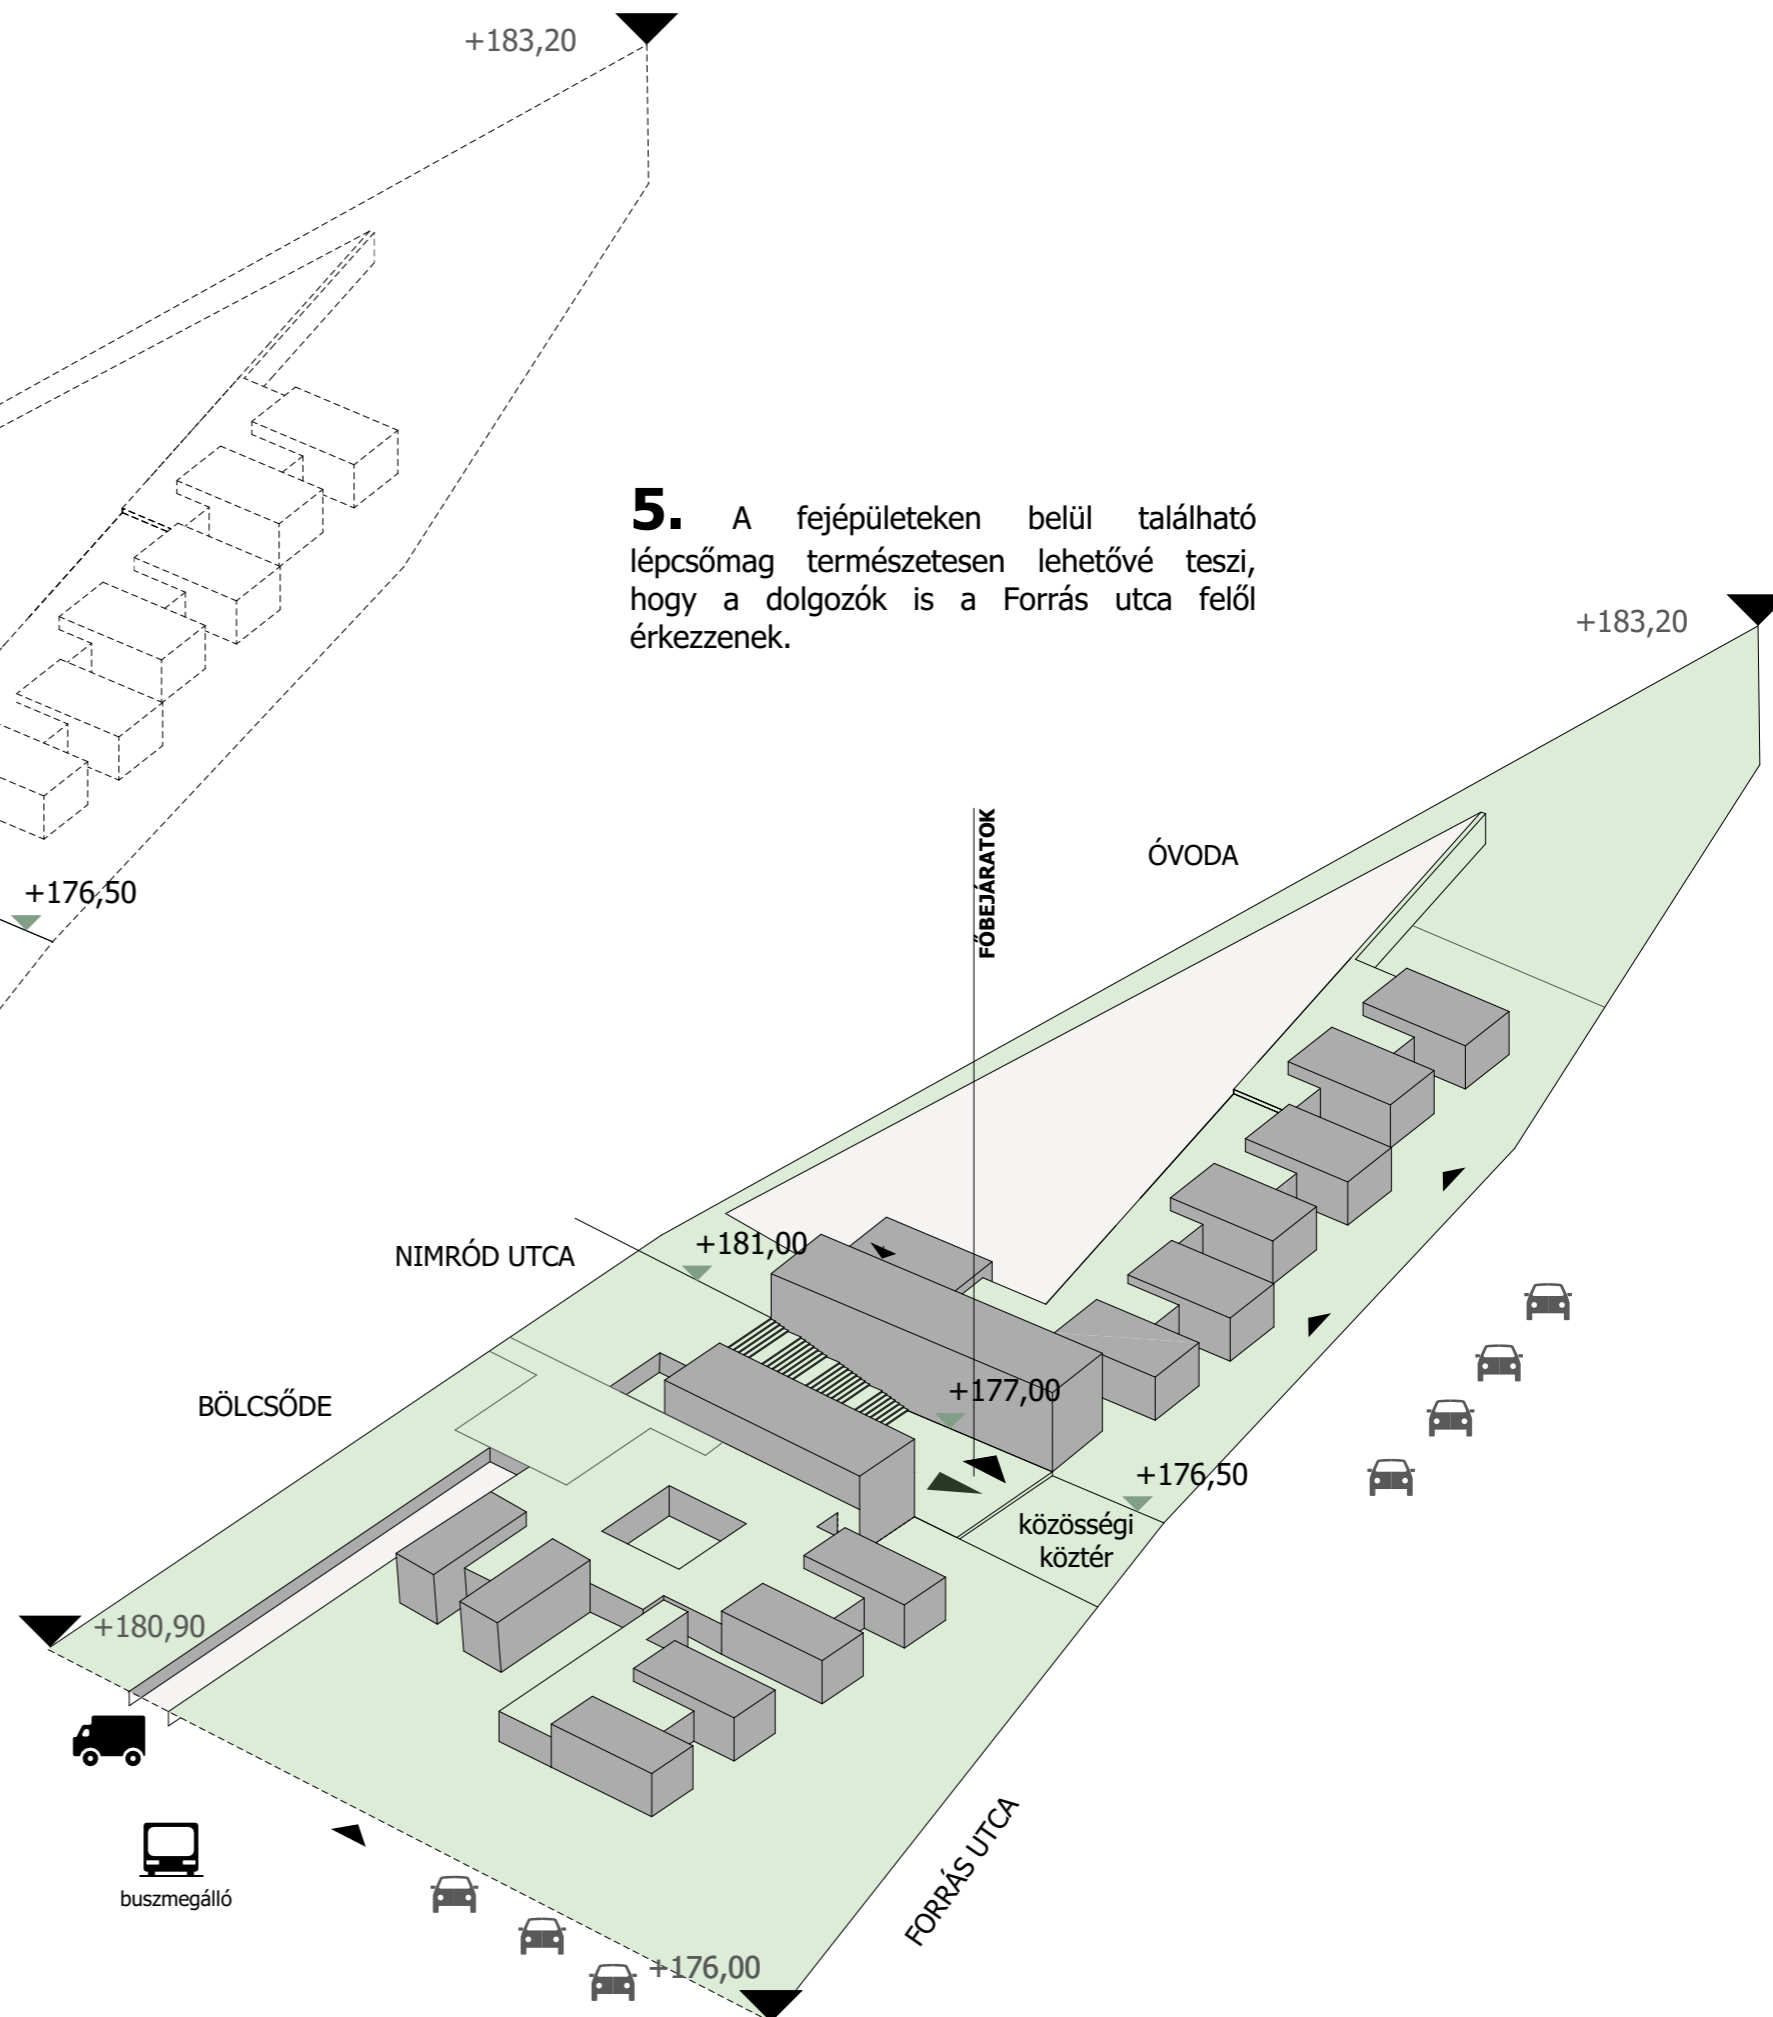 +183,20
5. A fejépületeken belül található
lépcsőmag természetesen lehetővé teszi,
hogy a dolgozók is a Forrás utca felől
érkezzenek.
+183,20
+176,50
FŐBEJÁRATOK
ÓVODA
NIMRÓD UTCA
+181,00
BÖLCSŐDE
+177,00
+176,50
közösségi
köztér
+180,90
FORRÁS UTCA
buszmegálló
+176,00